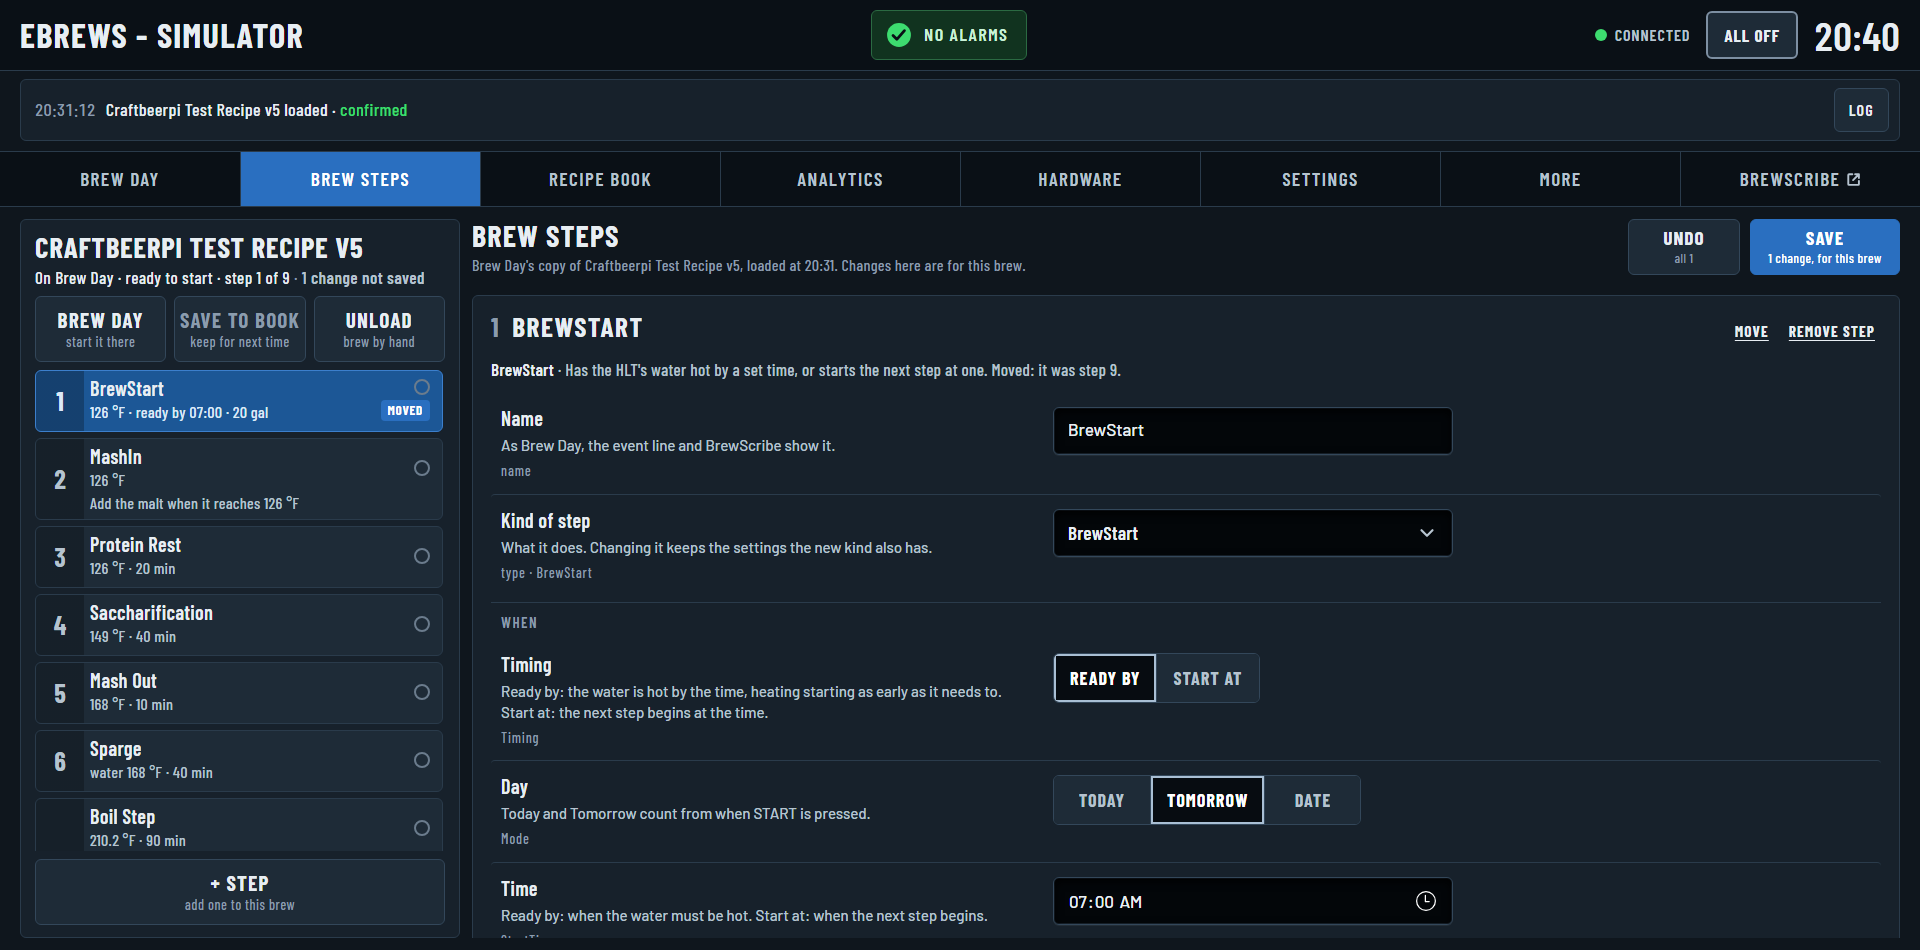 EBREWS - SIMULATOR
NO ALARMS
CONNECTED
ALL OFF
20:40
20:31:12 Craftbeerpi Test Recipe v5 loaded · confirmed
LOG
BREW DAY
BREW STEPS
RECIPE BOOK
ANALYTICS
HARDWARE
SETTINGS
MORE
BREWSCRIBE
CRAFTBEERPI TEST RECIPE V5
On Brew Day · ready to start · step 1 of 9 · 1 change not saved
BREW DAY
start it there
SAVE TO BOOK
keep for next time
UNLOAD
brew by hand
1
BrewStart
126 °F · ready by 07:00 · 20 gal
MOVED
2
MashIn
126 °F
Add the malt when it reaches 126 °F
3
Protein Rest
126 °F · 20 min
4
Saccharification
149 °F · 40 min
5
Mash Out
168 °F · 10 min
6
Sparge
water 168 °F · 40 min
Boil Step
210.2 °F · 90 min
+ STEP
add one to this brew
BREW STEPS
Brew Day's copy of Craftbeerpi Test Recipe v5, loaded at 20:31. Changes here are for this brew.
UNDO
all 1
SAVE
1 change, for this brew
1 BREWSTART
MOVE
REMOVE STEP
BrewStart · Has the HLT's water hot by a set time, or starts the next step at one. Moved: it was step 9.
Name
As Brew Day, the event line and BrewScribe show it.
name
BrewStart
Kind of step
What it does. Changing it keeps the settings the new kind also has.
type · BrewStart
BrewStart
WHEN
Timing
Ready by: the water is hot by the time, heating starting as early as it needs to.
Start at: the next step begins at the time.
Timing
READY BY
START AT
Day
Today and Tomorrow count from when START is pressed.
Mode
TODAY
TOMORROW
DATE
Time
Ready by: when the water must be hot. Start at: when the next step begins.
07:00 AM